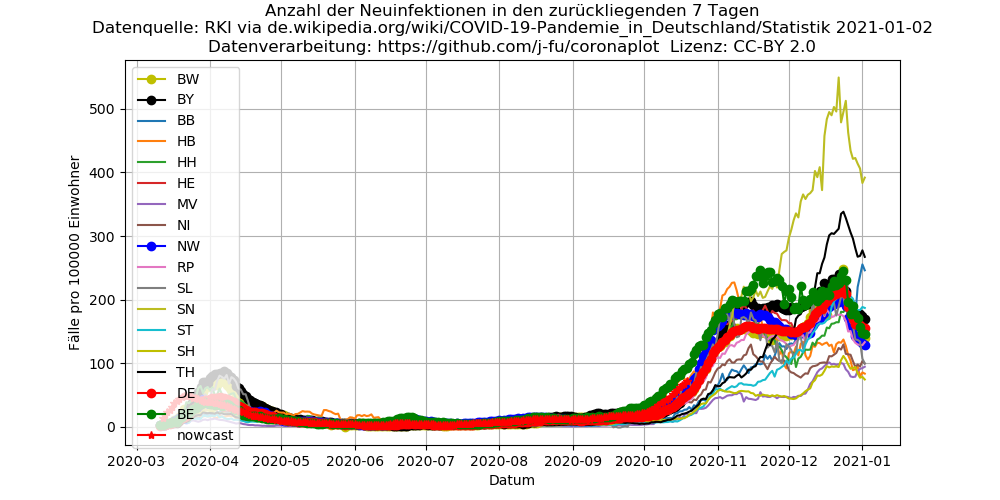 Anzahl der Neuinfektionen in den zurückliegenden 7 Tagen
Datenquelle: RKI via de.wikipedia.org/wiki/COVID-19-Pandemie_in_Deutschland/Statistik 2021-01-02
Datenverarbeitung: https://github.com/j-fu/coronaplot  Lizenz: CC-BY 2.0
Fälle pro 100000 Einwohner
500
400
300
200
100
0
BW
BY
BB
HB
HH
HE
MV
NI
NW
RP
SL
SN
ST
SH
TH
DE
BE
nowcast
2020-03 2020-04 2020-05 2020-06 2020-07 2020-08 2020-09 2020-10 2020-11 2020-12 2021-01
Datum